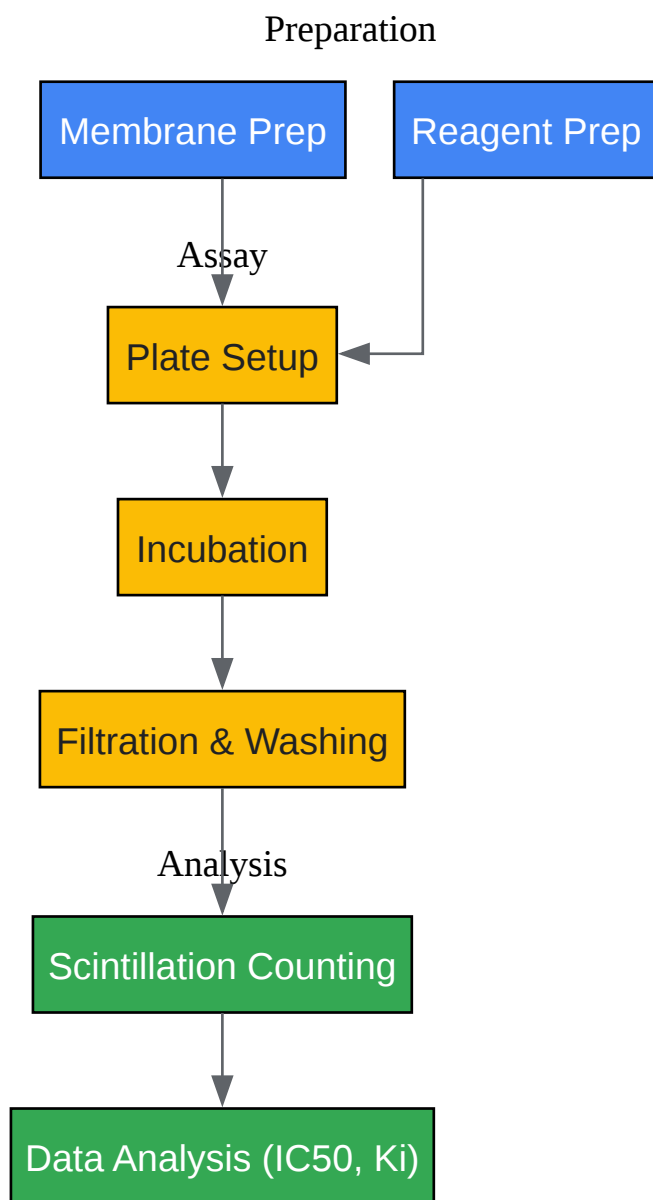 Preparation
Membrane Prep
Reagent Prep
Assay
Plate Setup
Incubation
Filtration & Washing
Analysis
Scintillation Counting
Data Analysis (IC50, Ki)